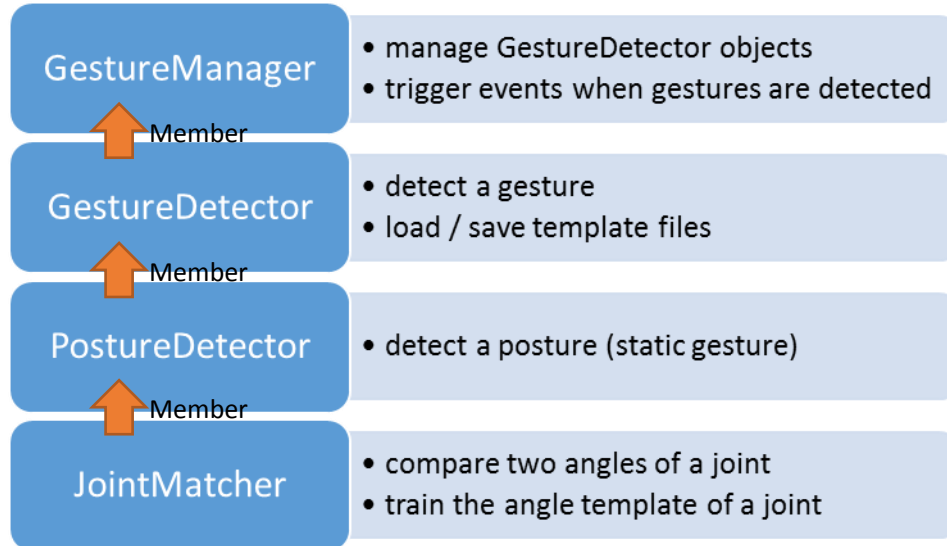 GestureManager
• manage GestureDetector objects
• trigger events when gestures are detected
Member
GestureDetector
• detect a gesture
• load / save template files
Member
PostureDetector
• detect a posture (static gesture)
Member
JointMatcher
• compare two angles of a joint
• train the angle template of a joint